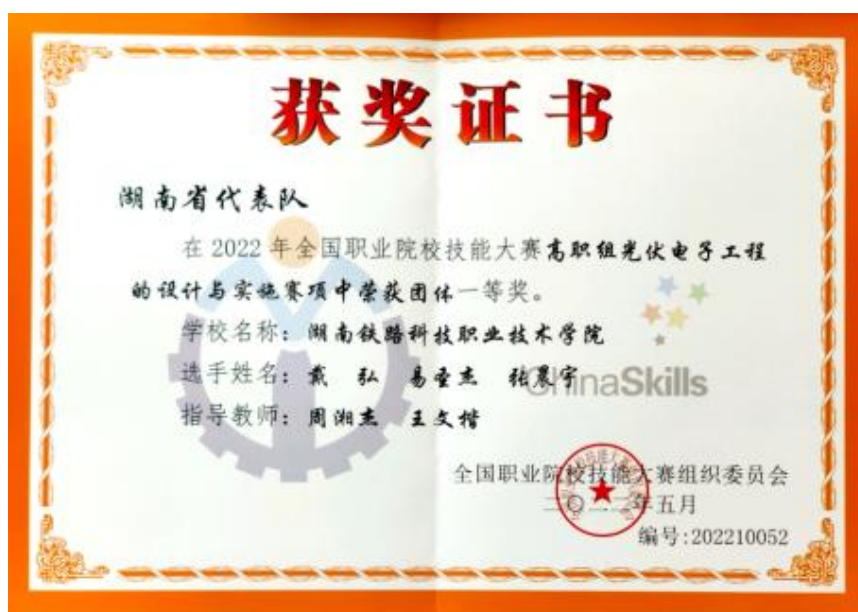 获奖证书
湖南省代表队
在 2022 年全国职业院校技能大赛高职组光伏电子工程
的设计与实施赛项中荣获团体一等奖。
学校名称：湖南铁路科技职业技术学院
选手姓名：戴弘 易圣杰 张晨宇
指导教师：周湘杰 王文楷
ChinaSkills
全国职业院校技能大赛组织委员会
二〇二二年五月
编号:202210052